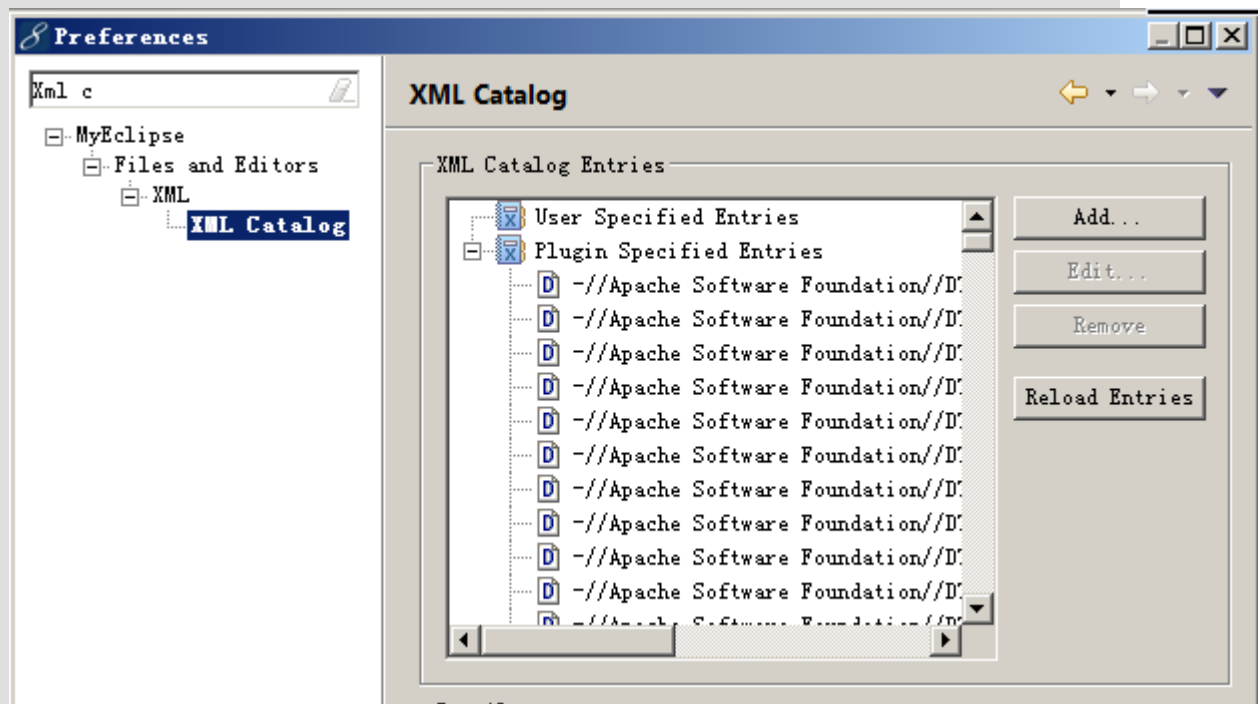 Preferences
Xml c
XML Catalog
MyEclipse
Files and Editors
XML
XML Catalog
XML Catalog Entries
User Specified Entries
Add...
Plugin Specified Entries
Edit...
-//Apache Software Foundation//D
-//Apache Software Foundation//D
Remove
-//Apache Software Foundation//D
-//Apache Software Foundation//D
Reload Entries
-//Apache Software Foundation//D
-//Apache Software Foundation//D
-//Apache Software Foundation//D
-//Apache Software Foundation//D
-//Apache Software Foundation//D
-//Apache Software Foundation//D